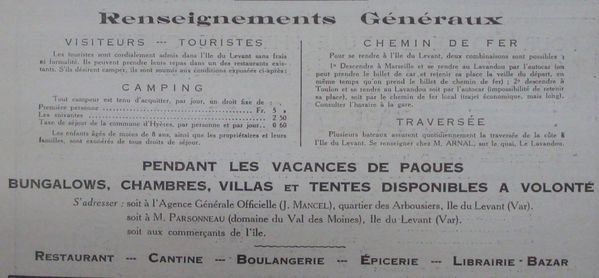 Renseignements Généraux
VISITEURS --- TOURISTES
Les touristes sont cordialement admis dans l'Ile du Levant sans frais
ni formalité. Ils peuvent prendre leurs repas dans un des restaurants exis-
tants. S'ils désirent camper, ils sont soumis aux conditions exposées ci-après :
CAMPING
Tout campeur est tenu d'acquitter, par jour, un droit fixe de :
Première personne Fr. 5 »
Les suivantes 2 50
Taxe de séjour de la commune d'Hyères, par personne et par jour.. 0 60
Les enfants âgés de moins de 8 ans, ainsi que les propriétaires et leurs
familles, sont exonérés de tous droits de séjour.
CHEMIN DE FER
Pour se rendre à l'Ile du Levant, deux combinaisons sont possibles :
1° Descendre à Marseille et se rendre au Lavandou par l'autocar (on
peut prendre le billet de car et retenir sa place la veille du départ, en
même temps qu'on prend le billet de chemin de fer) ; 2° descendre à
Toulon et se rendre au Lavandou soit par l'autocar (impossibilité de retenir
sa place), soit par le chemin de fer local (trajet économique, mais long).
Consultez l'horaire à la gare.
TRAVERSÉE
Plusieurs bateaux assurent quotidiennement la traversée de la côte à
l'Ile du Levant. Se renseigner chez M. ARNAL, sur le quai, Le Lavandou.
PENDANT LES VACANCES DE PAQUES
BUNGALOWS, CHAMBRES, VILLAS ET TENTES DISPONIBLES A VOLONTÉ
S'adresser : soit à l'Agence Générale Officielle (J. MANCEL), quartier des Arbousiers, Ile du Levant (Var).
soit à M. PARSONNEAU (domaine du Val des Moines), Ile du Levant (Var).
soit aux commerçants de l'île.
RESTAURANT — CANTINE — BOULANGERIE — ÉPICERIE — LIBRAIRIE - BAZAR